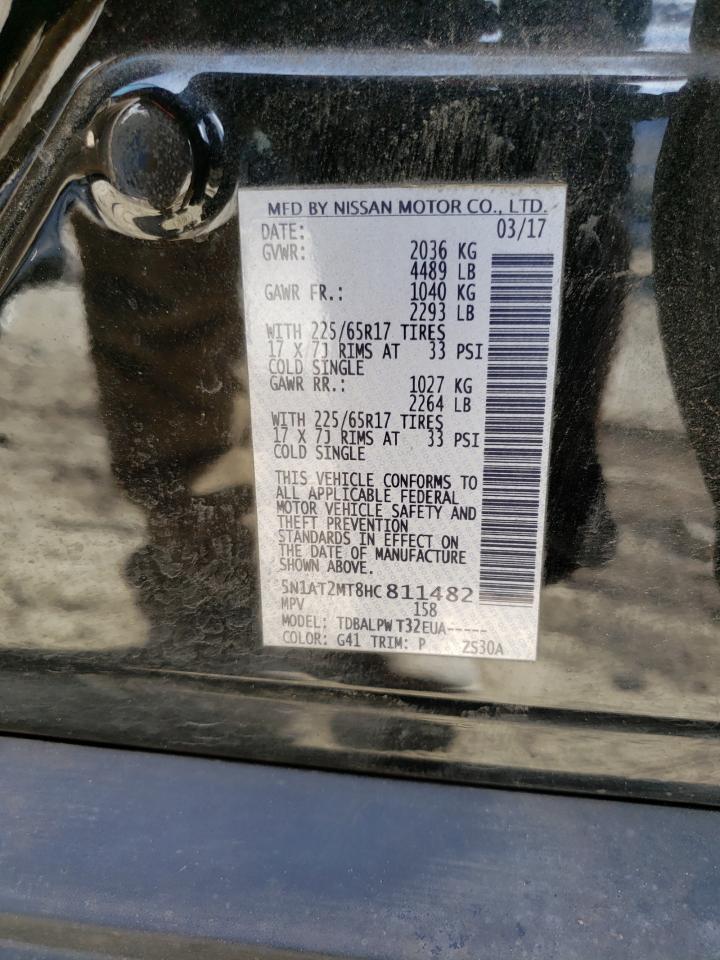 MFD BY NISSAN MOTOR CO., LTD.
DATE: 03/17
GVWR: 2036 KG
4489 LB
GAWR FR.: 1040 KG
2293 LB
WITH 225/65R17 TIRES
17 X 7J RIMS AT 33 PSI
COLD SINGLE
GAWR RR.: 1027 KG
2264 LB
WITH 225/65R17 TIRES
17 X 7J RIMS AT 33 PSI
COLD SINGLE
THIS VEHICLE CONFORMS TO
ALL APPLICABLE FEDERAL
MOTOR VEHICLE SAFETY AND
THEFT PREVENTION
STANDARDS IN EFFECT ON
THE DATE OF MANUFACTURE
SHOWN ABOVE.
5N1AT2MT8HC811482
MPV 158
MODEL: TDBALPWT32EUA-----
COLOR: G41 TRIM: P ZS30A